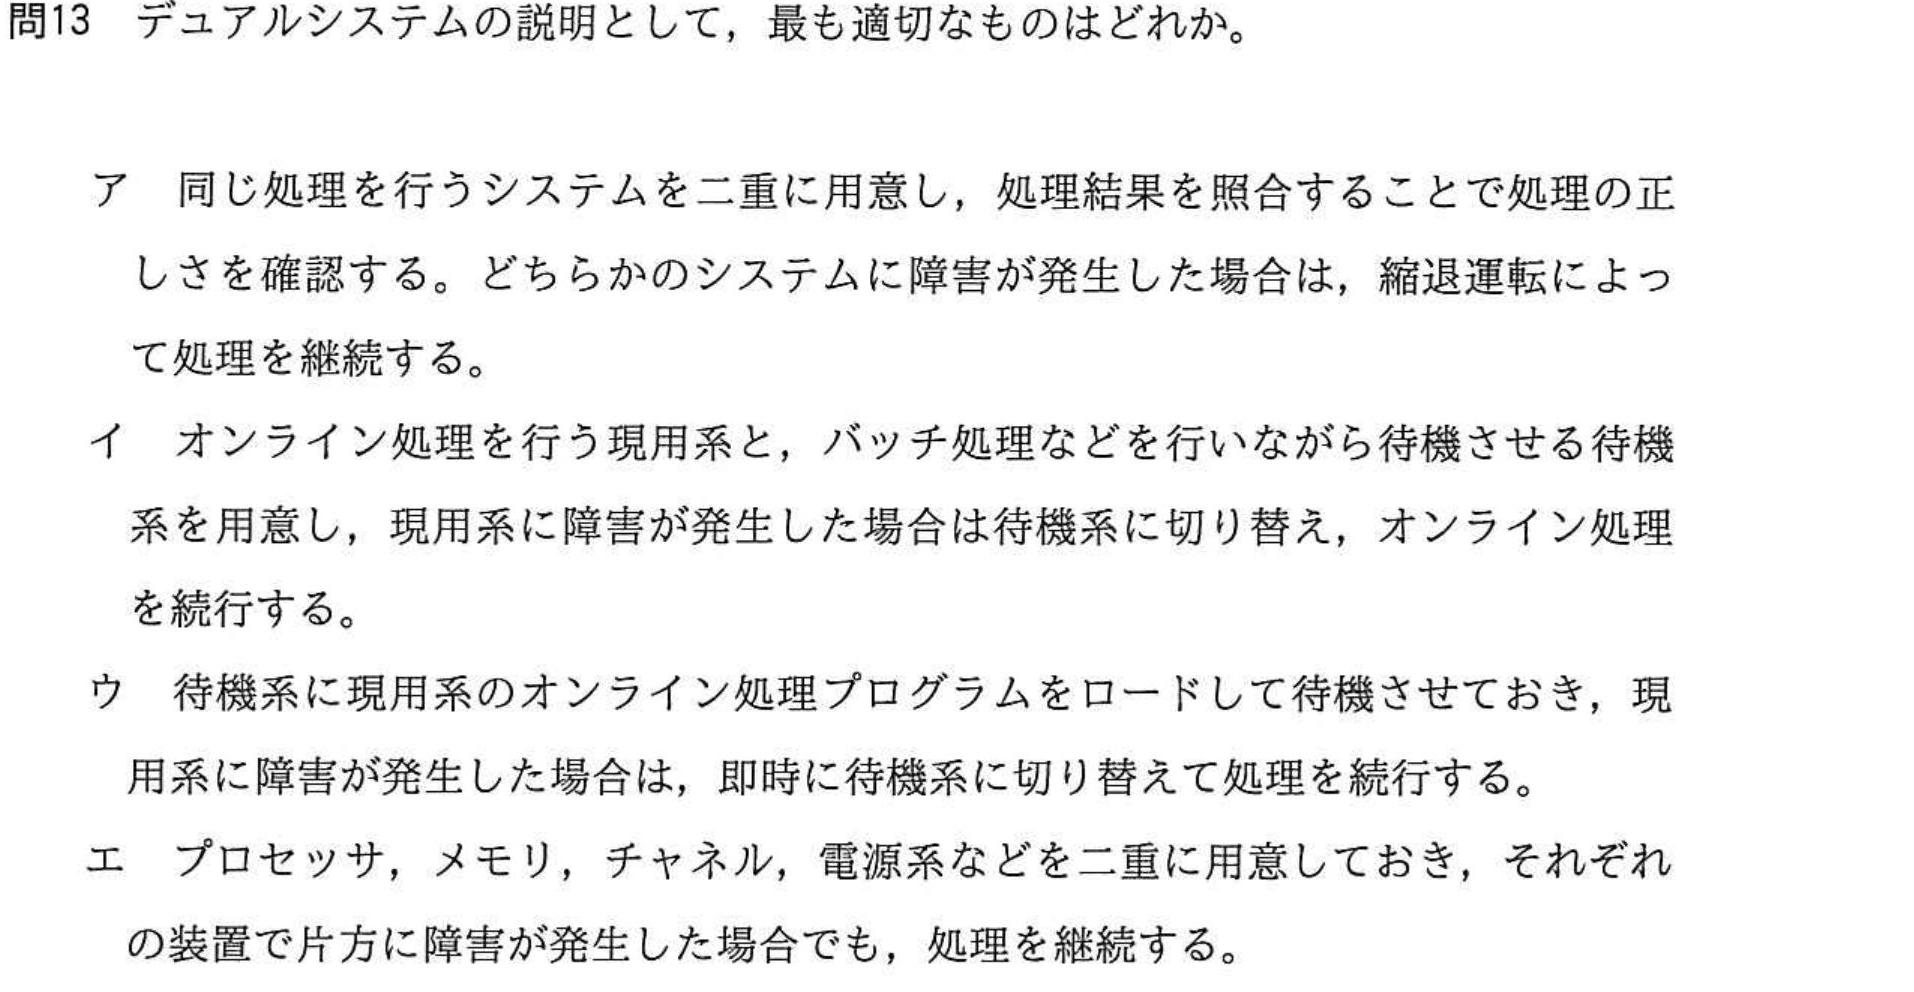 問13　デュアルシステムの説明として，最も適切なものはどれか。
ア　同じ処理を行うシステムを二重に用意し，処理結果を照合することで処理の正
しさを確認する。どちらかのシステムに障害が発生した場合は，縮退運転によっ
て処理を継続する。
イ　オンライン処理を行う現用系と，バッチ処理などを行いながら待機させる待機
系を用意し，現用系に障害が発生した場合は待機系に切り替え，オンライン処理
を続行する。
ウ　待機系に現用系のオンライン処理プログラムをロードして待機させておき，現
用系に障害が発生した場合は，即時に待機系に切り替えて処理を続行する。
エ　プロセッサ，メモリ，チャネル，電源系などを二重に用意しておき，それぞれ
の装置で片方に障害が発生した場合でも，処理を継続する。